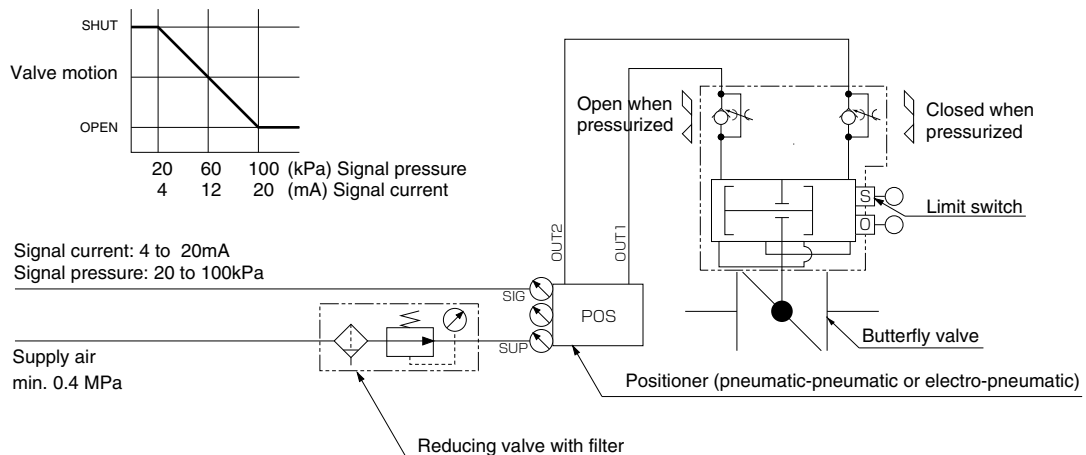 SHUT
Valve motion
OPEN
20 60 100 (kPa) Signal pressure
4 12 20 (mA) Signal current
Open when
pressurized
Closed when
pressurized
S
O
Limit switch
OUT2
OUT1
Signal current: 4 to 20mA
Signal pressure: 20 to 100kPa
SIG
POS
SUP
Supply air
min. 0.4 MPa
Butterfly valve
Positioner (pneumatic-pneumatic or electro-pneumatic)
Reducing valve with filter